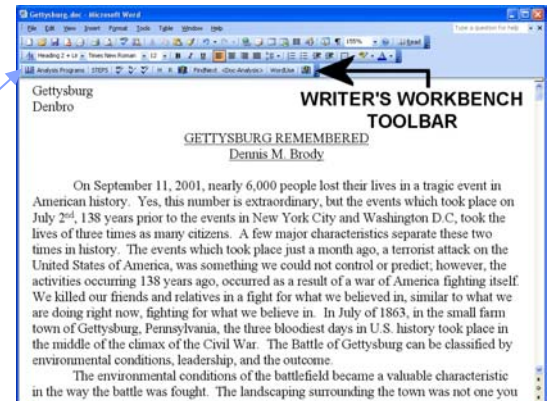 Gettysburg.doc - Microsoft Word
File Edit View Insert Format Tools Table Window Help
Type a question for help
155%
Read
Heading 2 + Le Times New Roman 12 B I U
Analysis Programs STEPS H R FindNext <Doc-Analysis> WordUse
WRITER'S WORKBENCH
TOOLBAR
Gettysburg
Denbro
GETTYSBURG REMEMBERED
Dennis M. Brody
On September 11, 2001, nearly 6,000 people lost their lives in a tragic event in
American history. Yes, this number is extraordinary, but the events which took place on
July 2nd, 138 years prior to the events in New York City and Washington D.C, took the
lives of three times as many citizens. A few major characteristics separate these two
times in history. The events which took place just a month ago, a terrorist attack on the
United States of America, was something we could not control or predict; however, the
activities occurring 138 years ago, occurred as a result of a war of America fighting itself.
We killed our friends and relatives in a fight for what we believed in, similar to what we
are doing right now, fighting for what we believe in. In July of 1863, in the small farm
town of Gettysburg, Pennsylvania, the three bloodiest days in U.S. history took place in
the middle of the climax of the Civil War. The Battle of Gettysburg can be classified by
environmental conditions, leadership, and the outcome.
The environmental conditions of the battlefield became a valuable characteristic
in the way the battle was fought. The landscaping surrounding the town was not one you